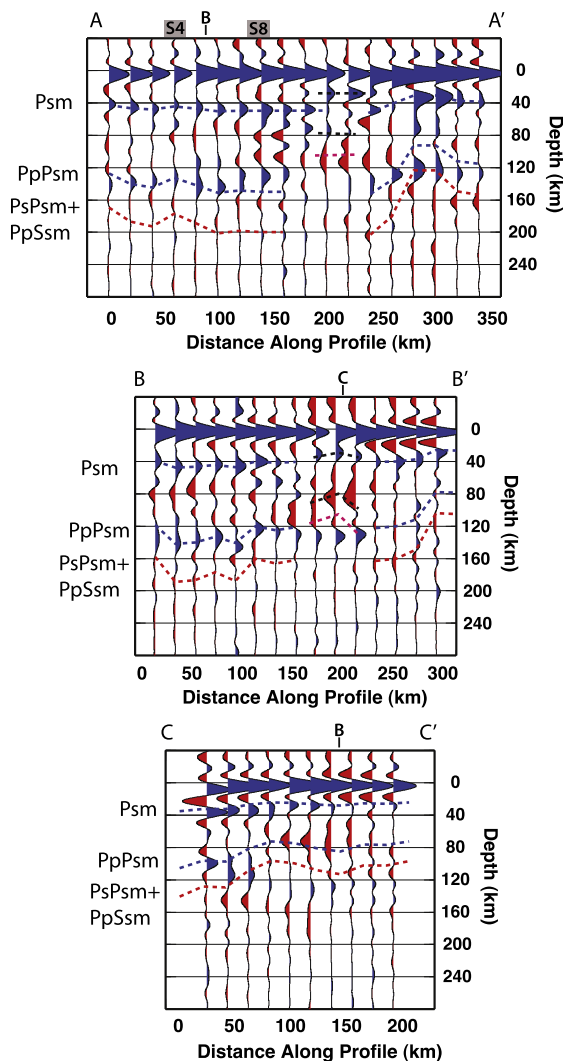 A B A’
S4 S8
0
Psm 40
80
PpPsm 120
PsPsm+ 160
PpSsm 200
240
Depth (km)
0 50 100 150 200 250 300 350
Distance Along Profile (km)
B C B’
0
Psm 40
80
PpPsm 120
PsPsm+ 160
PpSsm 200
240
Depth (km)
0 50 100 150 200 250 300
Distance Along Profile (km)
C B C’
0
Psm 40
80
PpPsm
120
PsPsm+
PpSsm 160
200
240
Depth (km)
0 50 100 150 200
Distance Along Profile (km)